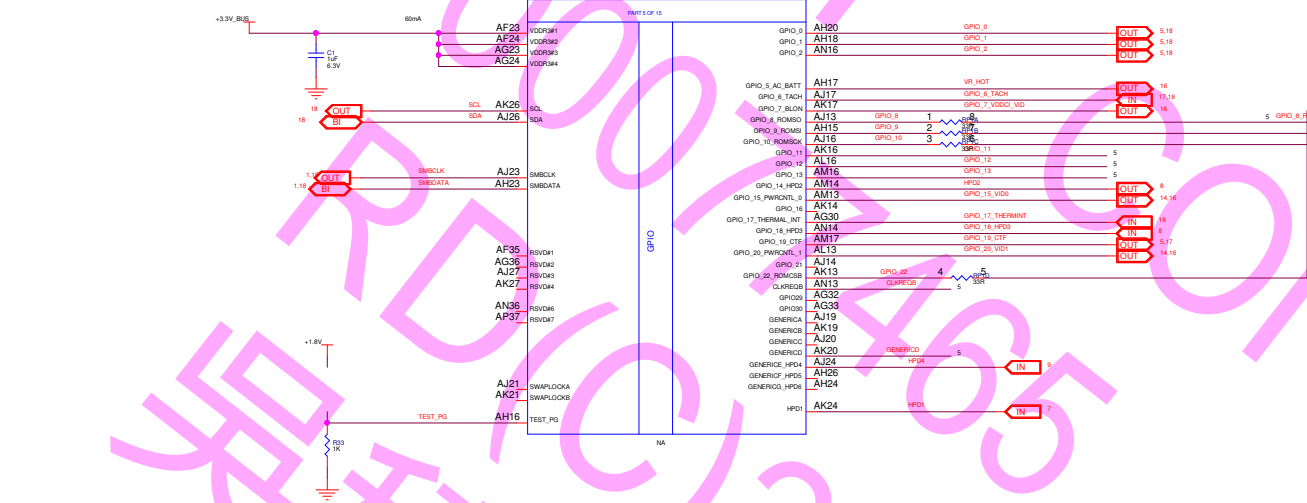 PART 5 OF 15
+3.3V_BUS
60mA
C1
1uF
6.3V
AF23 VDDR3#1
AF24 VDDR3#2
AG23 VDDR3#3
AG24 VDDR3#4
18 OUT SCL AK26 SCL
18 BI SDA AJ26 SDA
OUT SMBCLK AJ23 SMBCLK
1,18 BI SMBDATA AH23 SMBDATA
AF35 RSVD#1
AG36 RSVD#2
AJ27 RSVD#3
AK27 RSVD#4
AN36 RSVD#6
AP37 RSVD#7
+1.8V
AJ21 SWAPLOCKA
AK21 SWAPLOCKB
TEST_PG AH16 TEST_PG
R33
1K
GPIO
NA
GPIO_0 AH20 GPIO_0 OUT 5,18
GPIO_1 AH18 GPIO_1 OUT 5,18
GPIO_2 AN16 GPIO_2 OUT 5,18
GPIO_5_AC_BATT AH17 VR_HOT OUT 16
GPIO_6_TACH AJ17 GPIO_6_TACH IN 17,18
GPIO_7_BLON AK17 GPIO_7_VDDCI_VID OUT 16
GPIO_8_ROMSO AJ13 GPIO_8 1 8 5
GPIO_9_ROMSI AH15 GPIO_9 2
GPIO_10_ROMSCK AJ16 GPIO_10 3 33R
GPIO_11 AK16 GPIO_11 5
GPIO_12 AL16 GPIO_12 5
GPIO_13 AM16 GPIO_13 5
GPIO_14_HPD2 AM14 HPD2 OUT 8
GPIO_15_PWRCNTL_0 AM13 GPIO_15_VID0 OUT 14,16
GPIO_16 AK14
GPIO_17_THERMAL_INT AG30 GPIO_17_THERMINT IN 18
GPIO_18_HPD3 AN14 GPIO_18_HPD3 IN 8
GPIO_19_CTF AM17 GPIO_19_CTF OUT 5,17
GPIO_20_PWRCNTL_1 AL13 GPIO_20_VID1 OUT 14,16
GPIO_21 AJ14
GPIO_22_ROMCSB AK13 GPIO_22 4 5 33R
CLKREQB AN13 CLKREQB 5
GPIO29 AG32
GPIO30 AG33
GENERICA AJ19
GENERICB AK19
GENERICC AJ20
GENERICD AK20 GENERICD 5
GENERICE_HPD4 AJ24 HPD4 IN 9
GENERICF_HPD5 AH26
GENERICG_HPD6 AH24
HPD1 AK24 HPD1 IN 7